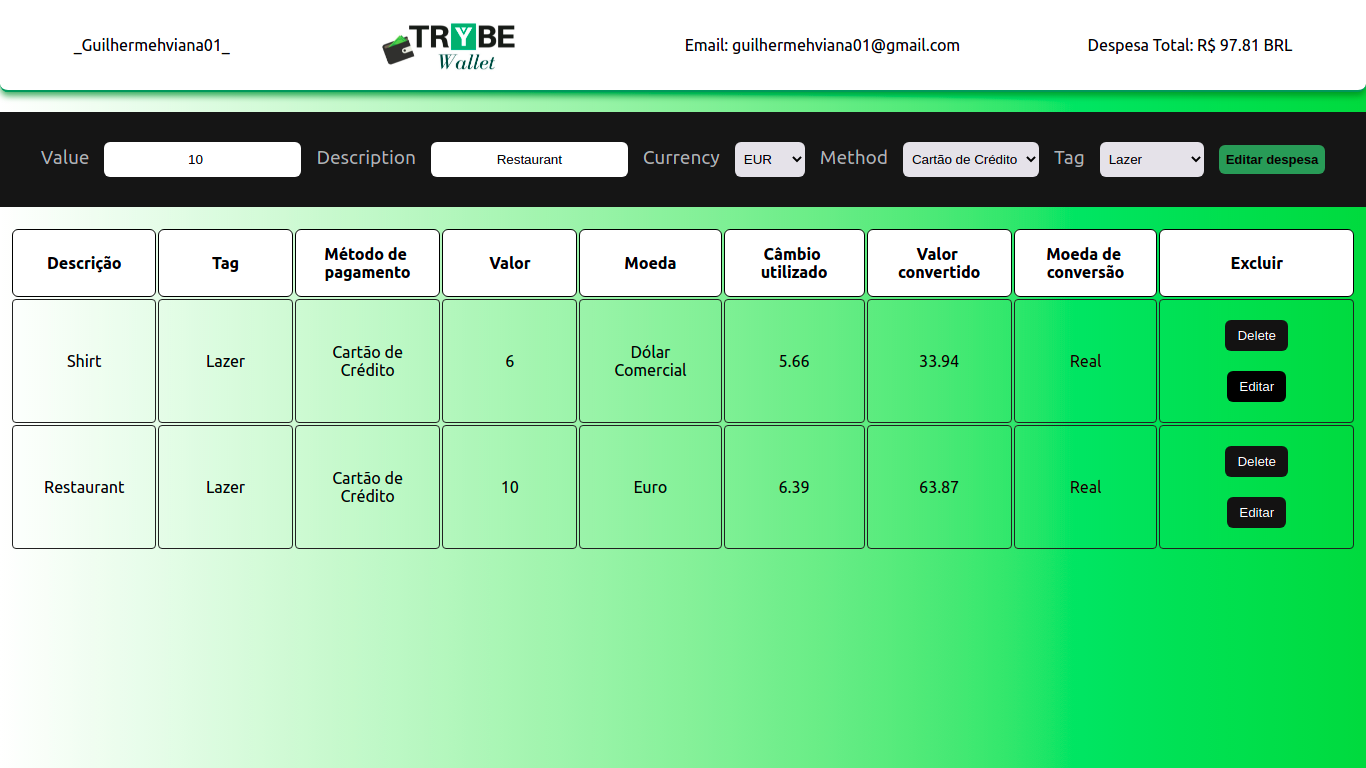 _Guilhermehviana01_
TRYBE
Wallet
Email: guilhermehviana01@gmail.com
Despesa Total: R$ 97.81 BRL
Value 10 Description Restaurant Currency EUR Method Cartão de Crédito Tag Lazer Editar despesa
Descrição
Tag
Método de
pagamento
Valor
Moeda
Câmbio
utilizado
Valor
convertido
Moeda de
conversão
Excluir
Shirt
Lazer
Cartão de
Crédito
6
Dólar
Comercial
5.66
33.94
Real
Delete
Editar
Restaurant
Lazer
Cartão de
Crédito
10
Euro
6.39
63.87
Real
Delete
Editar